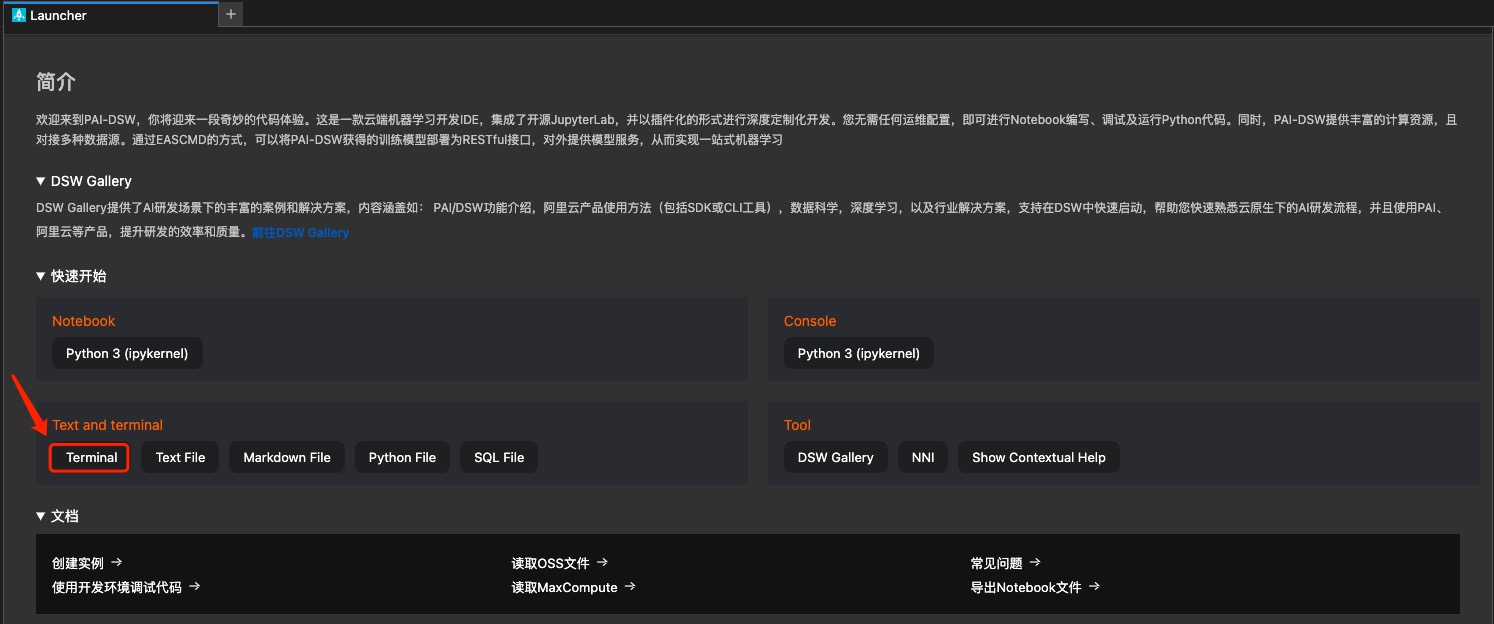 Launcher
简介
欢迎来到PAI-DSW，你将迎来一段奇妙的代码体验。这是一款云端机器学习开发IDE，集成了开源JupyterLab，并以插件化的形式进行深度定制化开发。您无需任何运维配置，即可进行Notebook编写、调试及运行Python代码。同时，PAI-DSW提供丰富的计算资源，且
对接多种数据源。通过EASCMD的方式，可以将PAI-DSW获得的训练模型部署为RESTful接口，对外提供模型服务，从而实现一站式机器学习
DSW Gallery
DSW Gallery提供了AI研发场景下的丰富的案例和解决方案，内容涵盖如： PAI/DSW功能介绍，阿里云产品使用方法（包括SDK或CLI工具），数据科学，深度学习，以及行业解决方案，支持在DSW中快速启动，帮助您快速熟悉云原生下的AI研发流程，并且使用PAI、
阿里云等产品，提升研发的效率和质量。前往DSW Gallery
快速开始
Notebook
Python 3 (ipykernel)
Console
Python 3 (ipykernel)
Text and terminal
Terminal Text File Markdown File Python File SQL File
Tool
DSW Gallery NNI Show Contextual Help
文档
创建实例 → 读取OSS文件 → 常见问题 →
使用开发环境调试代码 → 读取MaxCompute → 导出Notebook文件 →